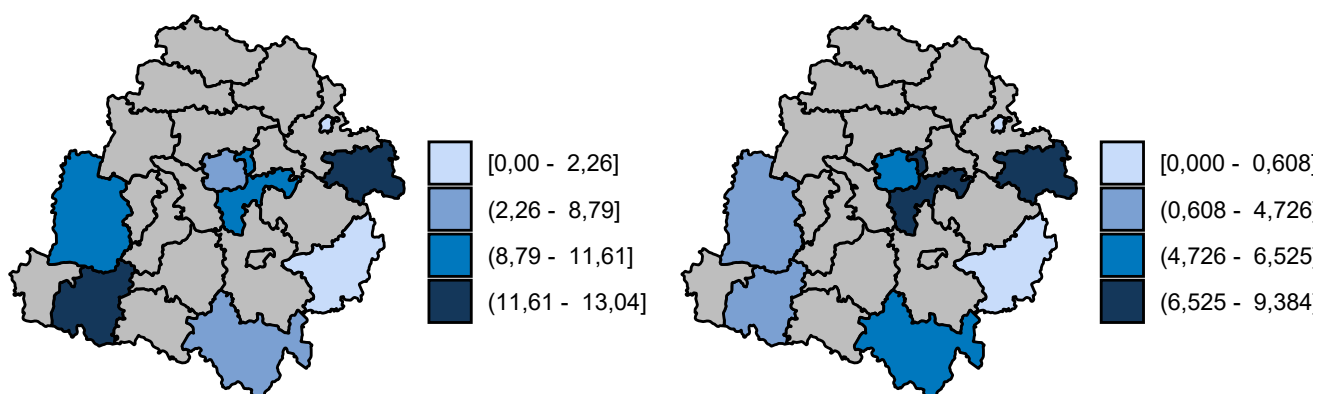 [0,00 - 2,26]
(2,26 - 8,79]
(8,79 - 11,61]
(11,61 - 13,04]
[0,000 - 0,608]
(0,608 - 4,726]
(4,726 - 6,525]
(6,525 - 9,384]